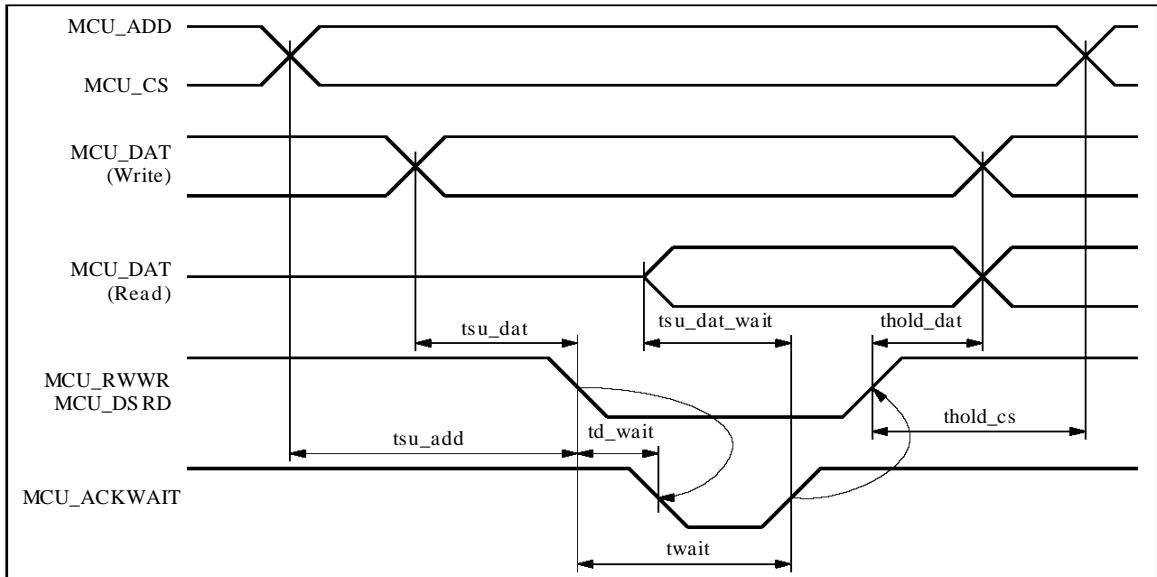 MCU_ADD
MCU_CS
MCU_DAT
(Write)
MCU_DAT
(Read)
tsu_dat
tsu_dat_wait
thold_dat
MCU_RWWR
MCU_DSRD
tsu_add
td_wait
thold_cs
MCU_ACKWAIT
twait